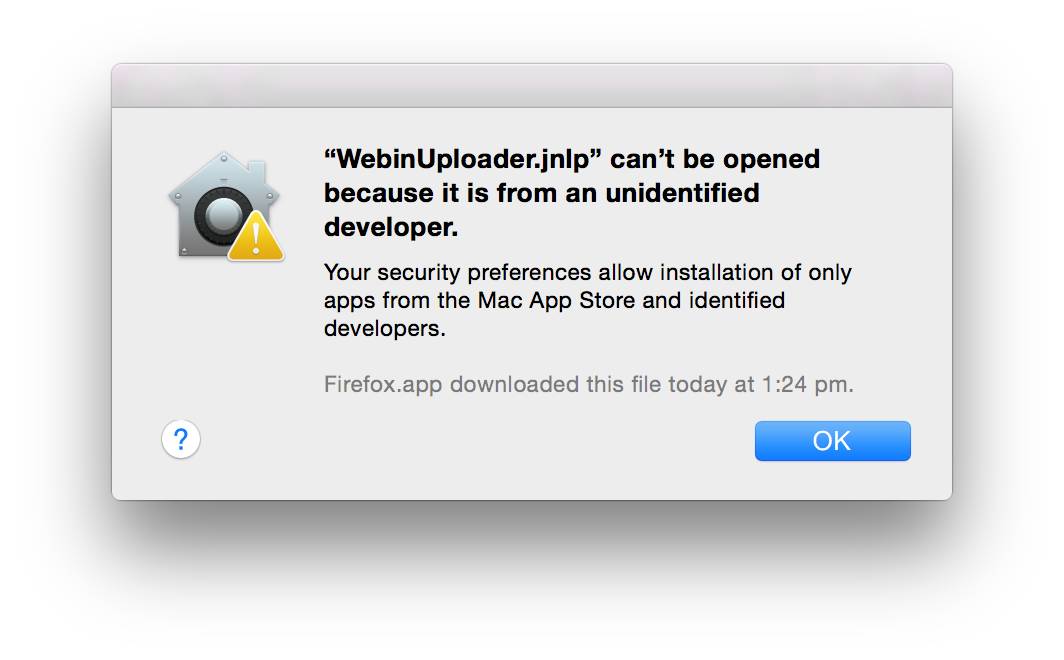 “WebinUploader.jnlp” can’t be opened
because it is from an unidentified
developer.
Your security preferences allow installation of only
apps from the Mac App Store and identified
developers.
Firefox.app downloaded this file today at 1:24 pm.
?
OK